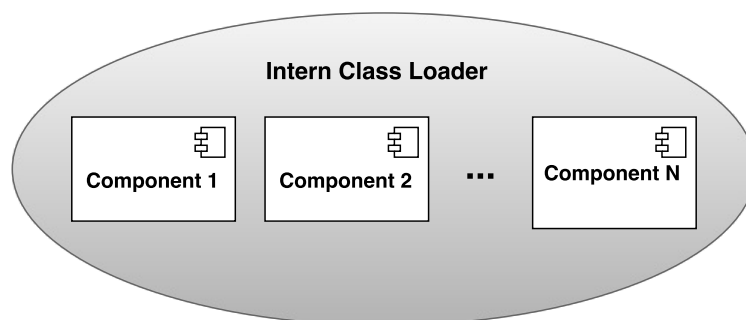 Intern Class Loader
Component 1
Component 2
...
Component N